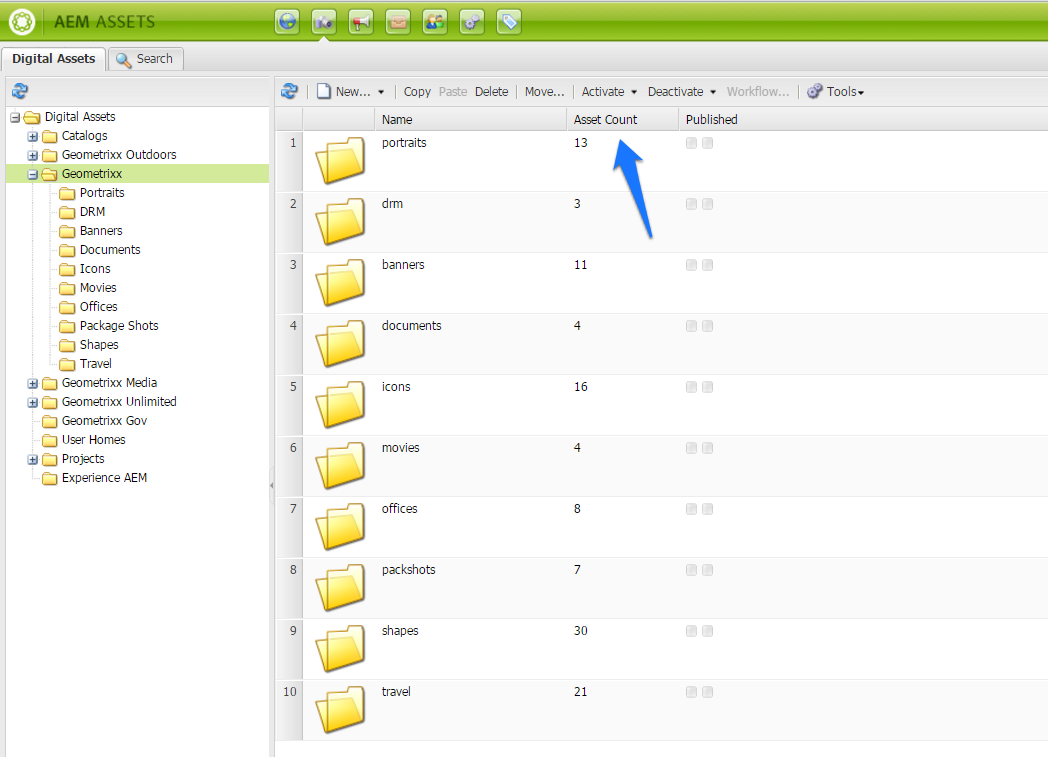 AEM ASSETS
Digital Assets
Search
New... Copy Paste Delete Move... Activate Deactivate Workflow... Tools
Digital Assets
Catalogs
Geometrixx Outdoors
Geometrixx
Portraits
DRM
Banners
Documents
Icons
Movies
Offices
Package Shots
Shapes
Travel
Geometrixx Media
Geometrixx Unlimited
Geometrixx Gov
User Homes
Projects
Experience AEM
Name Asset Count Published
1 portraits 13
2 drm 3
3 banners 11
4 documents 4
5 icons 16
6 movies 4
7 offices 8
8 packshots 7
9 shapes 30
10 travel 21